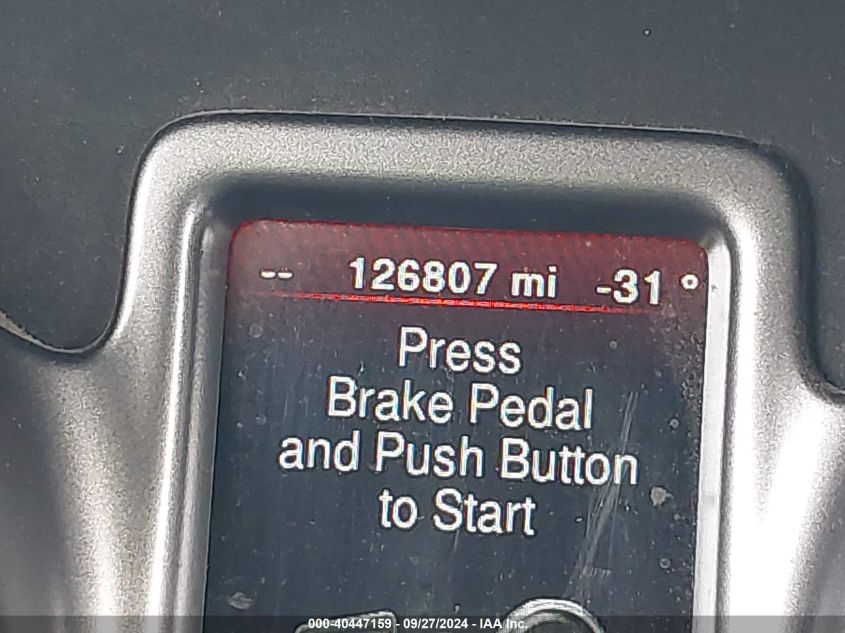 -- 126807 mi -31 °
Press
Brake Pedal
and Push Button
to Start
000-40447159 - 09/27/2024 - IAA Inc.